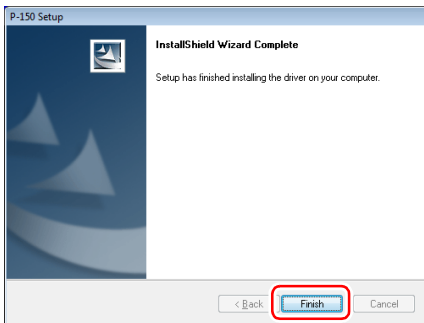 P-150 Setup
InstallShield Wizard Complete
Setup has finished installing the driver on your computer.
< Back
Finish
Cancel